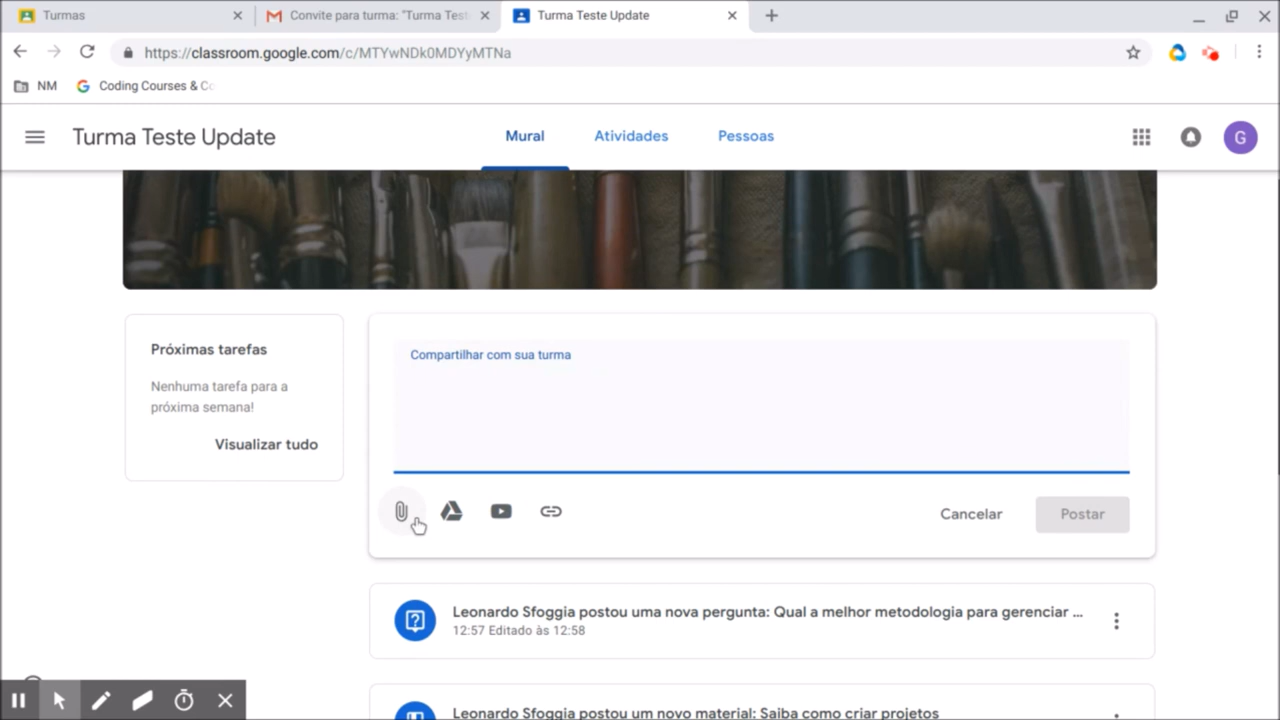 Turmas
Convite para turma: "Turma Test
Turma Teste Update
https://classroom.google.com/c/MTYwNDk0MDYyMTNa
NM
Coding Courses & Co
Turma Teste Update
Mural
Atividades
Pessoas
G
Próximas tarefas
Nenhuma tarefa para a
próxima semana!
Visualizar tudo
Compartilhar com sua turma
Cancelar
Postar
Leonardo Sfoggia postou uma nova pergunta: Qual a melhor metodologia para gerenciar ...
12:57 Editado às 12:58
Leonardo Sfoggia postou um novo material: Saiba como criar projetos